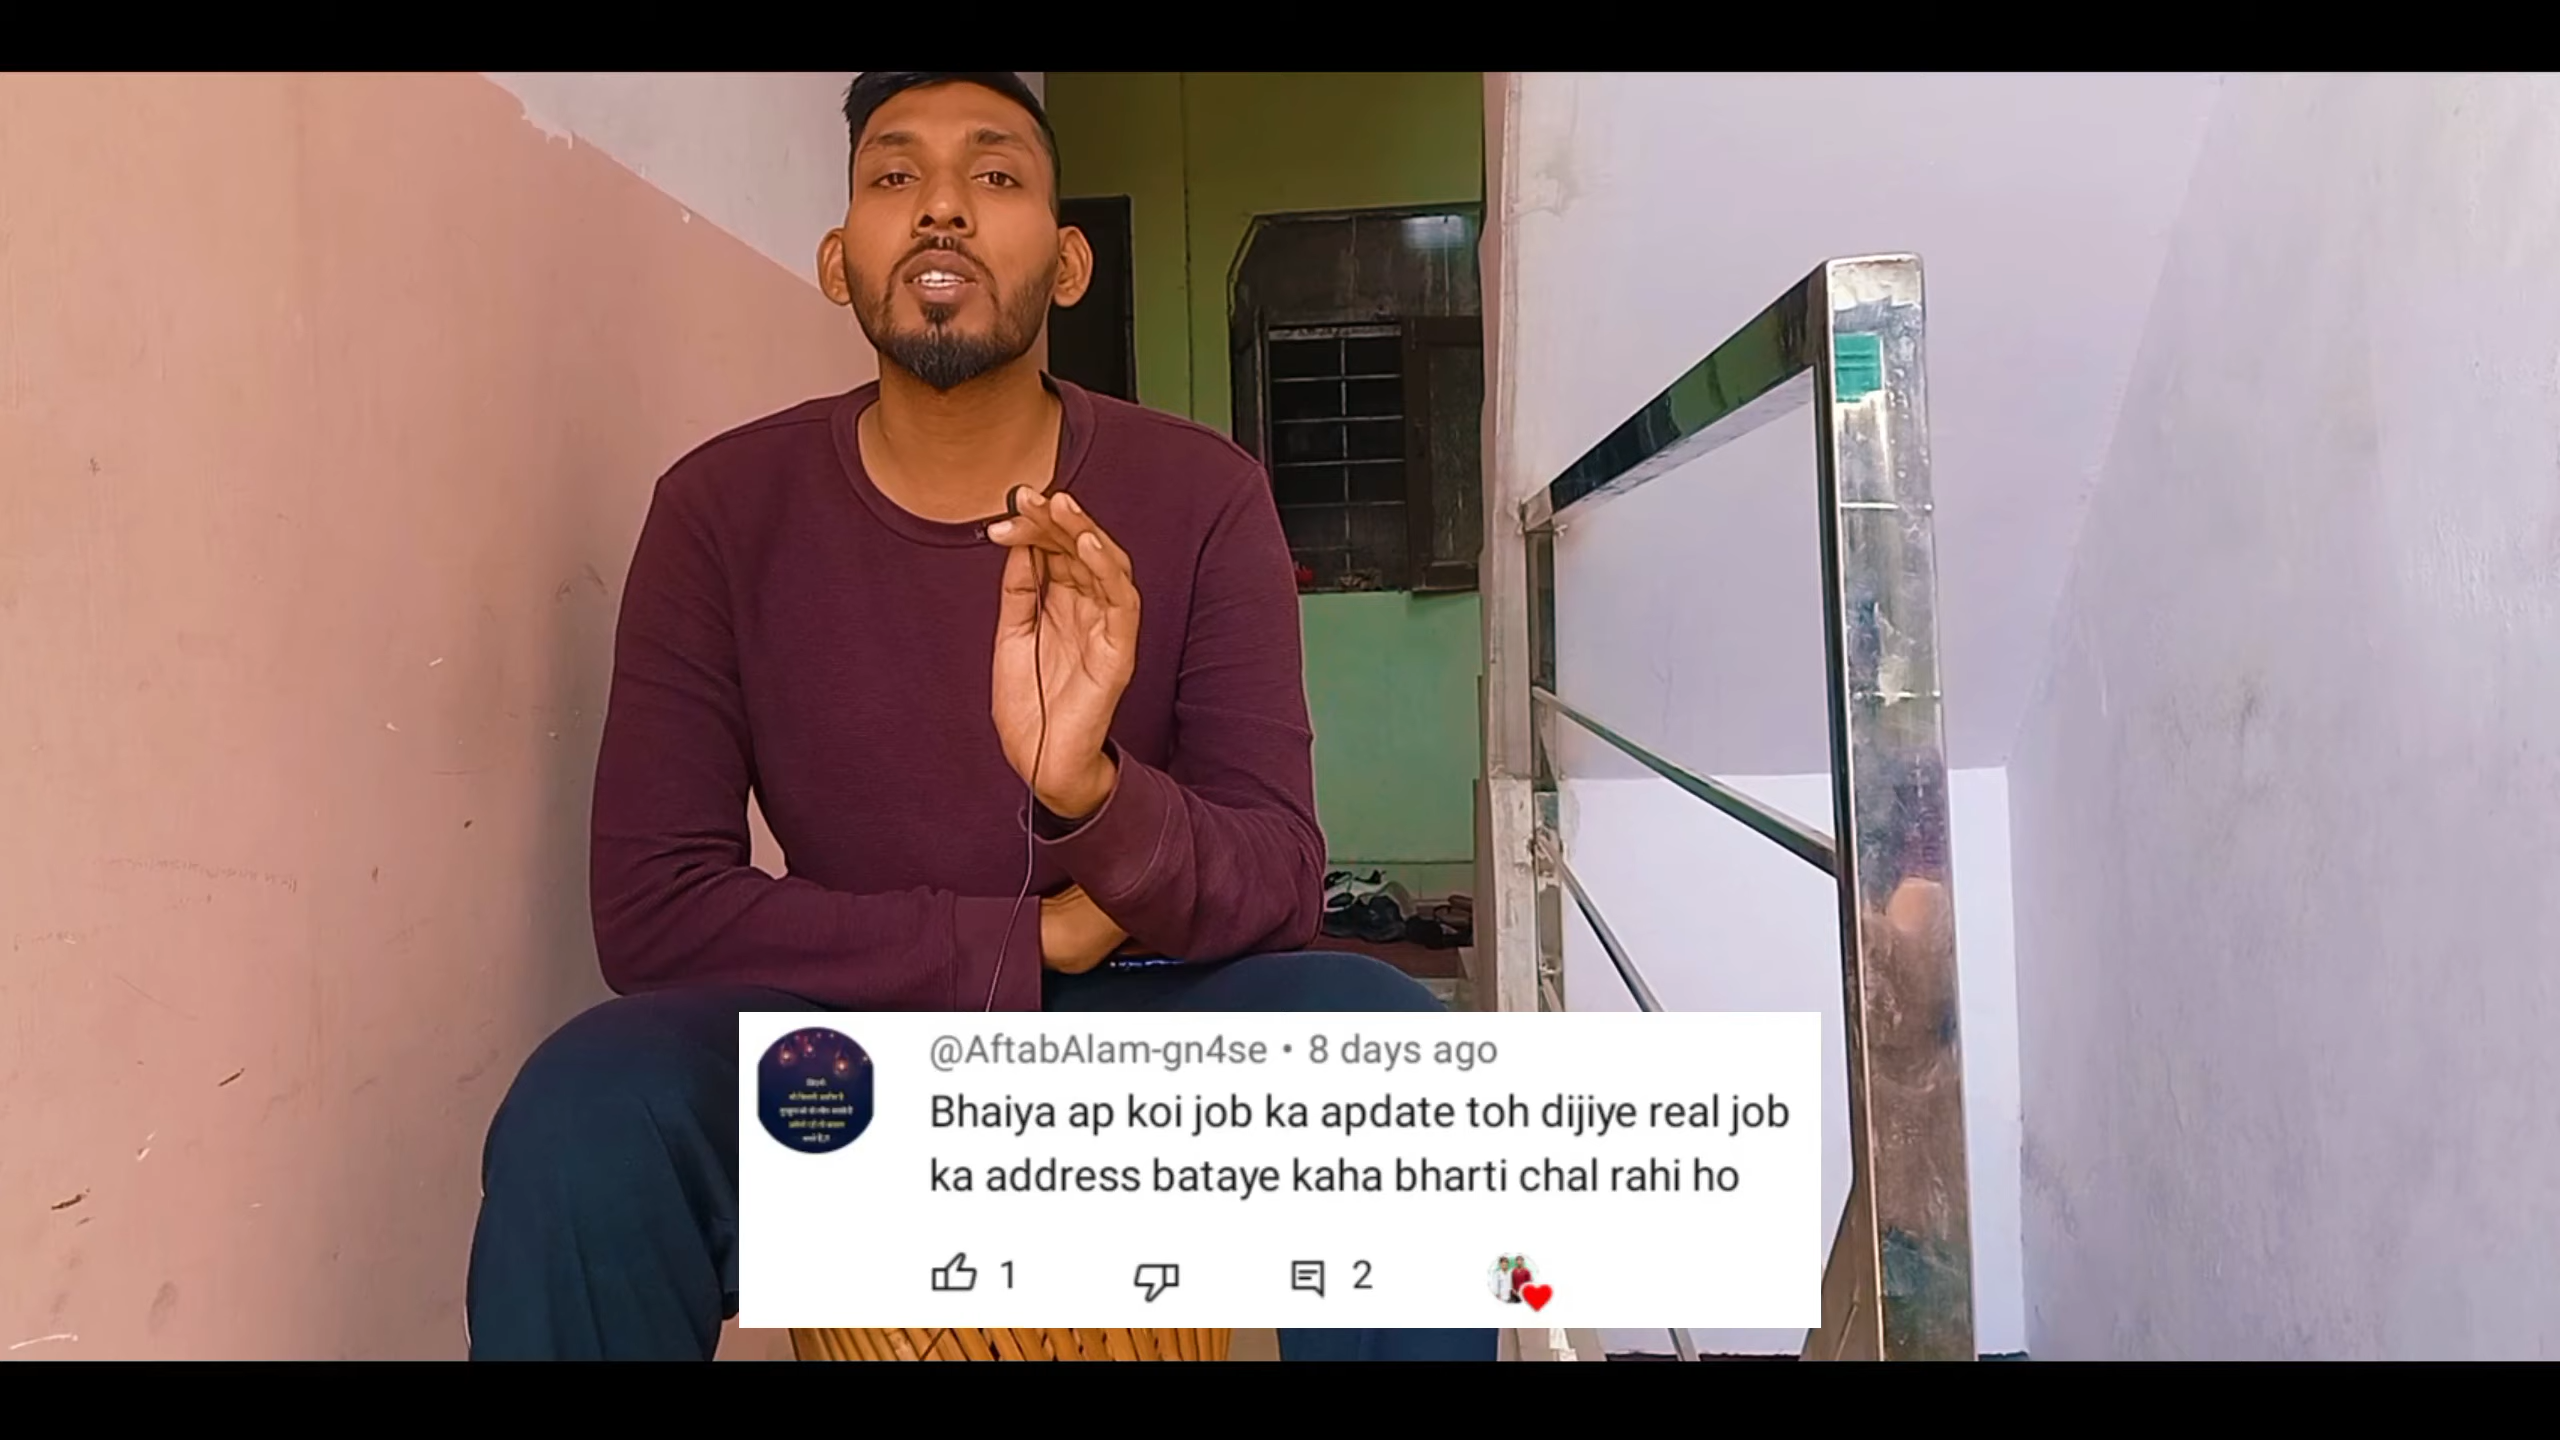 @AftabAlam-gn4se • 8 days ago
Bhaiya ap koi job ka apdate toh dijiye real job
ka address bataye kaha bharti chal rahi ho
1 2